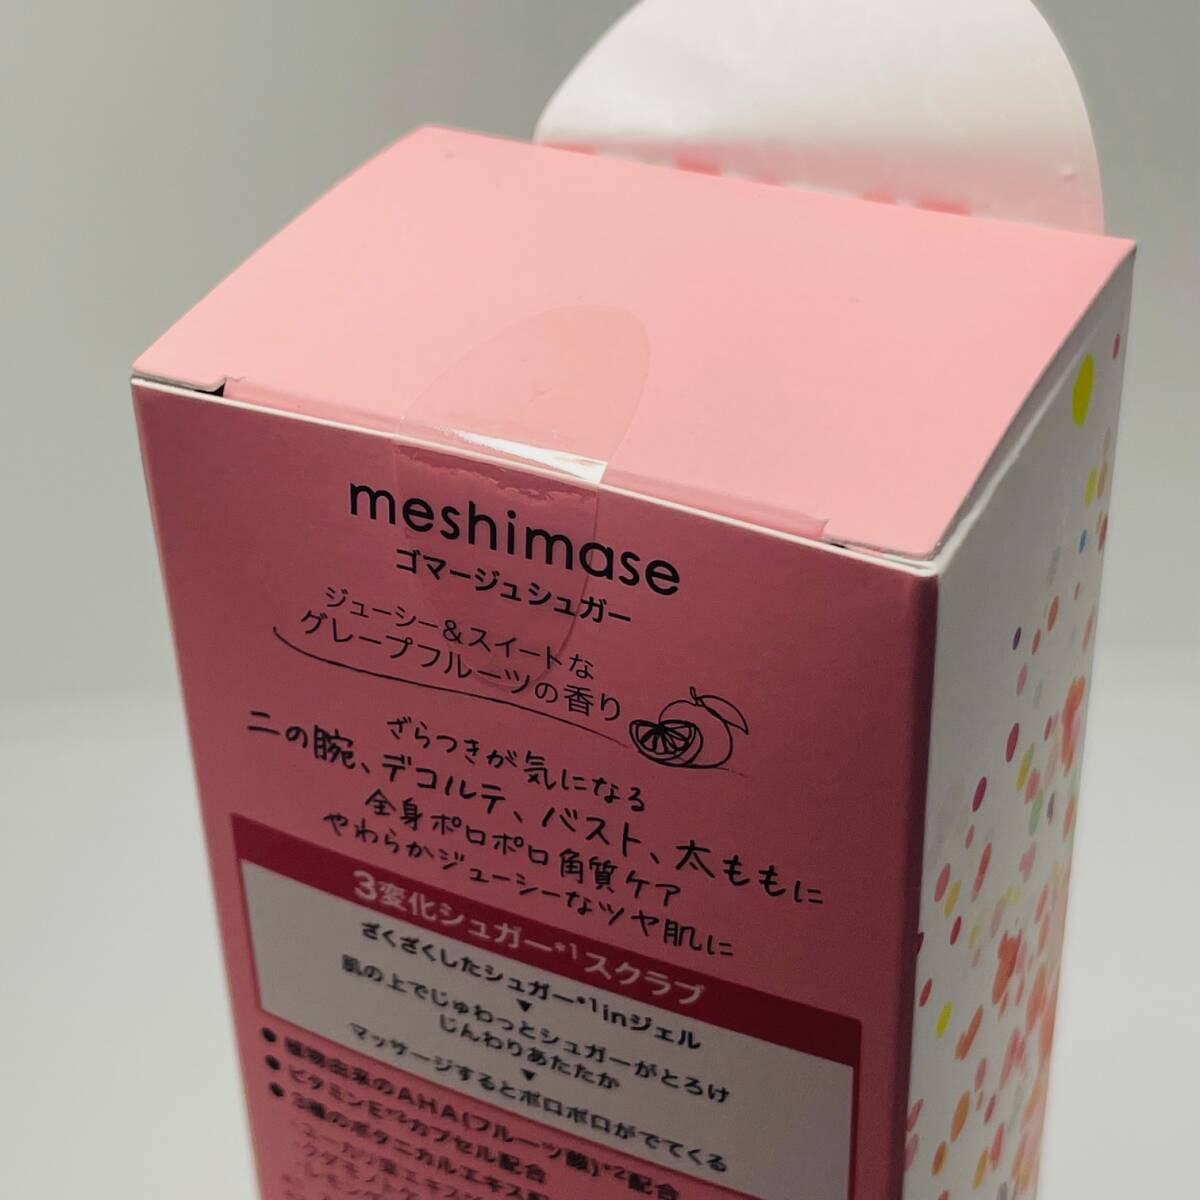 meshimase
ゴマージュシュガー
ジューシー&スイートな
グレープフルーツの香り
ざらつきが気になる
二の腕、デコルテ、バスト、太ももに
全身ポロポロ角質ケア
やわらかジューシーなツヤ肌に
3変化シュガー*1スクラブ
ざくざくしたシュガー*1inジェル
▼
肌の上でじゅわっとシュガーがとろけ
じんわりあたたか
▼
マッサージするとポロポロがでてくる
● 植物由来のAHA(フルーツ酸)*2配合
● ビタミンE*3カプセル配合
● 3種のボタニカルエキス配